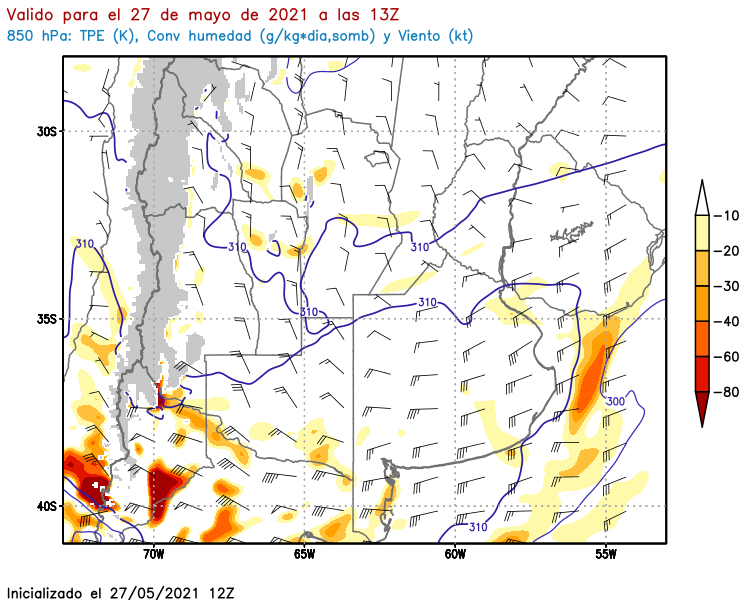 Valido para el 27 de mayo de 2021 a las 13Z
850 hPa: TPE (K), Conv humedad (g/kg*dia,somb) y Viento (kt)
30S
35S
40S
310
310
310
310
310
300
310
70W
65W
60W
55W
-10
-20
-30
-40
-60
-80
Inicializado el 27/05/2021 12Z